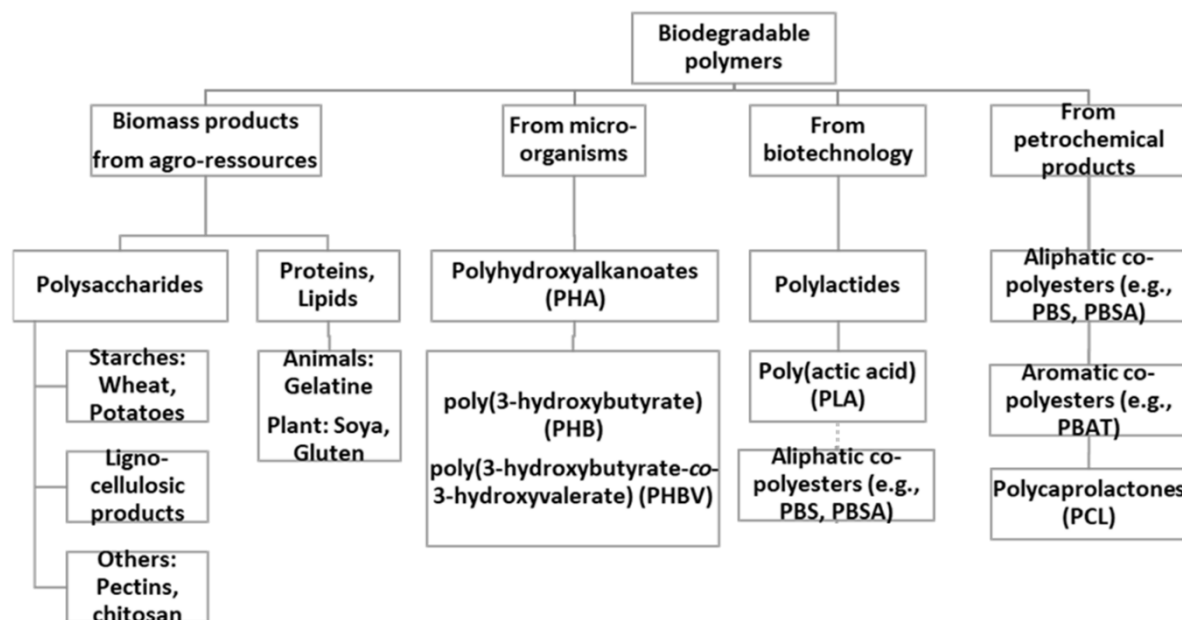 Biodegradable
polymers
Biomass products
from agro-ressources
From micro-
organisms
From
biotechnology
From
petrochemical
products
Polysaccharides
Proteins,
Lipids
Polyhydroxyalkanoates
(PHA)
Polylactides
Aliphatic co-
polyesters (e.g.,
PBS, PBSA)
Starches:
Wheat,
Potatoes
Animals:
Gelatine
Plant: Soya,
Gluten
poly(3-hydroxybutyrate)
(PHB)
poly(3-hydroxybutyrate-co-
3-hydroxyvalerate) (PHBV)
Poly(actic acid)
(PLA)
Aromatic co-
polyesters (e.g.,
PBAT)
Ligno-
cellulosic
products
Aliphatic co-
polyesters (e.g.,
PBS, PBSA)
Polycaprolactones
(PCL)
Others:
Pectins,
chitosan